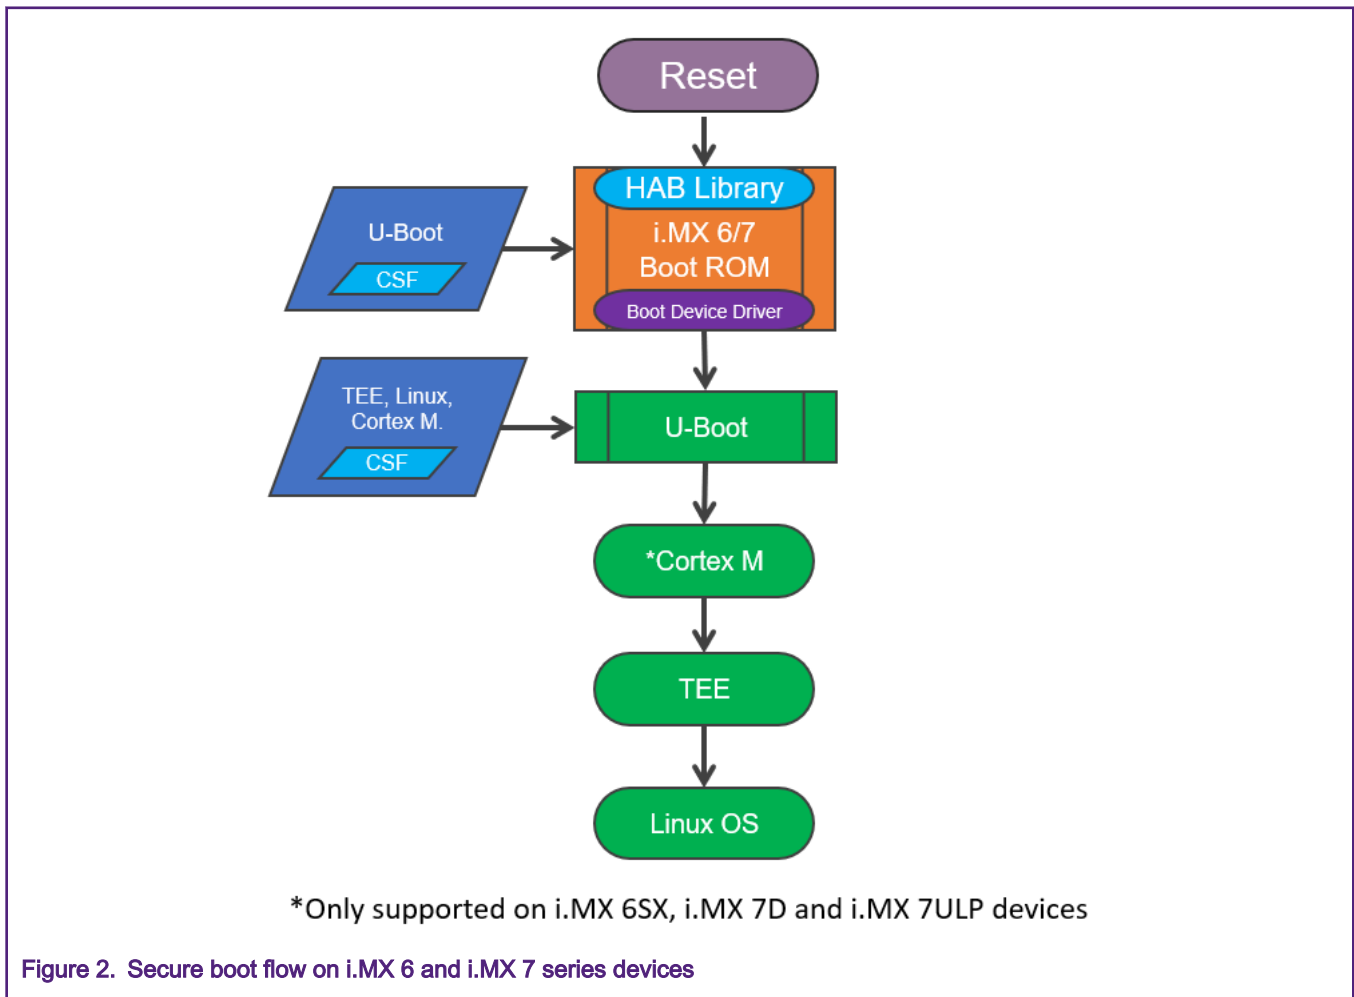 Reset
HAB Library
i.MX 6/7
Boot ROM
Boot Device Driver
U-Boot
CSF
TEE, Linux,
Cortex M.
CSF
U-Boot
*Cortex M
TEE
Linux OS
*Only supported on i.MX 6SX, i.MX 7D and i.MX 7ULP devices
Figure 2. Secure boot flow on i.MX 6 and i.MX 7 series devices